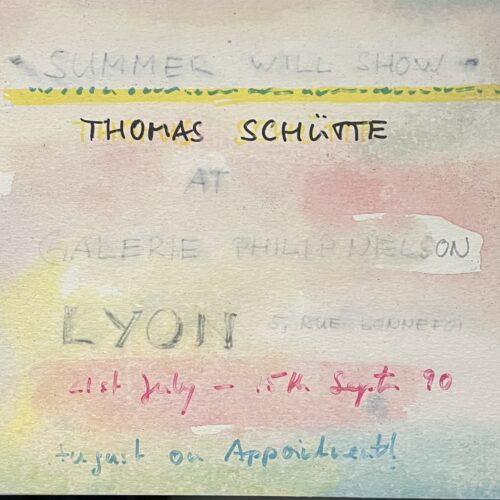 SUMMER WILL SHOW
THOMAS SCHÜTTE
AT
GALERIE PHILIP NELSON
LYON 5, RUE BONNEFOI
21st July – 15th Sept. 90
August on Appointment!